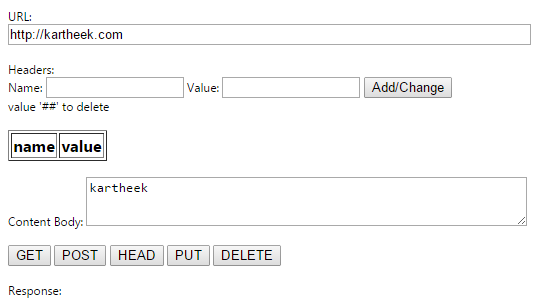 URL:
http://kartheek.com
Headers:
Name: Value: Add/Change
value '##' to delete
name value
kartheek
Content Body:
GET POST HEAD PUT DELETE
Response: